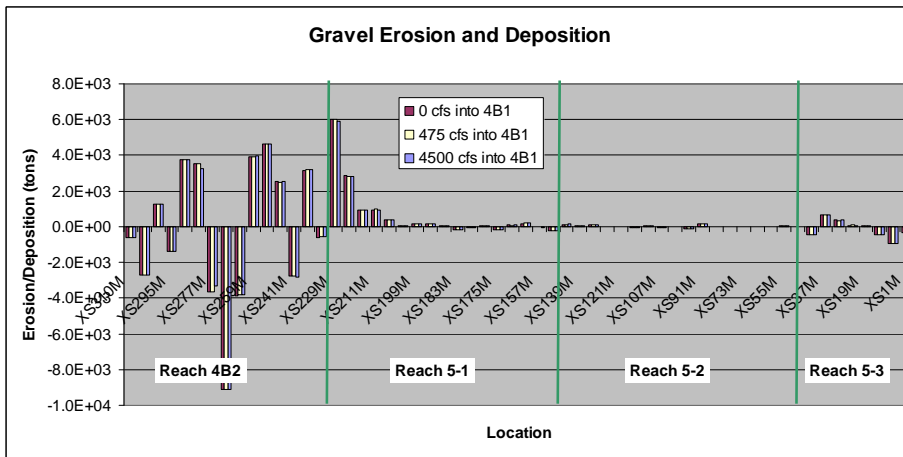 Gravel Erosion and Deposition
Erosion/Deposition (tons)
8.0E+03
6.0E+03
4.0E+03
2.0E+03
0.0E+00
-2.0E+03
-4.0E+03
-6.0E+03
-8.0E+03
-1.0E+04
0 cfs into 4B1
475 cfs into 4B1
4500 cfs into 4B1
XS295M
XS277M
XS259M
XS241M
XS229M
XS211M
XS199M
XS183M
XS175M
XS157M
XS139M
XS121M
XS107M
XS91M
XS73M
XS55M
XS37M
XS19M
XS1M
Reach 4B2
Reach 5-1
Reach 5-2
Reach 5-3
Location